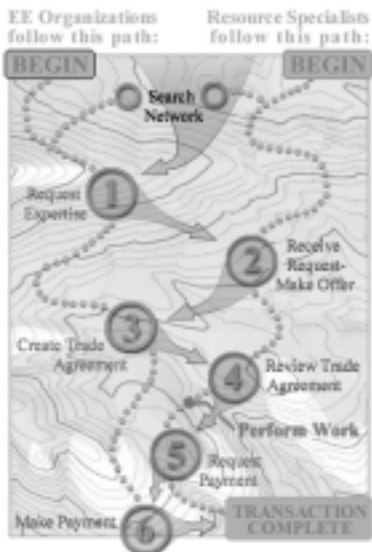 EE Organizations
follow this path:
Resource Specialists
follow this path:
BEGIN
BEGIN
Search
Network
1
Request
Expertise
2
Receive
Request-
Make Offer
3
Create Trade
Agreement
4
Review Trade
Agreement
Perform Work
5
Request
Payment
Make Payment
6
TRANSACTION
COMPLETE